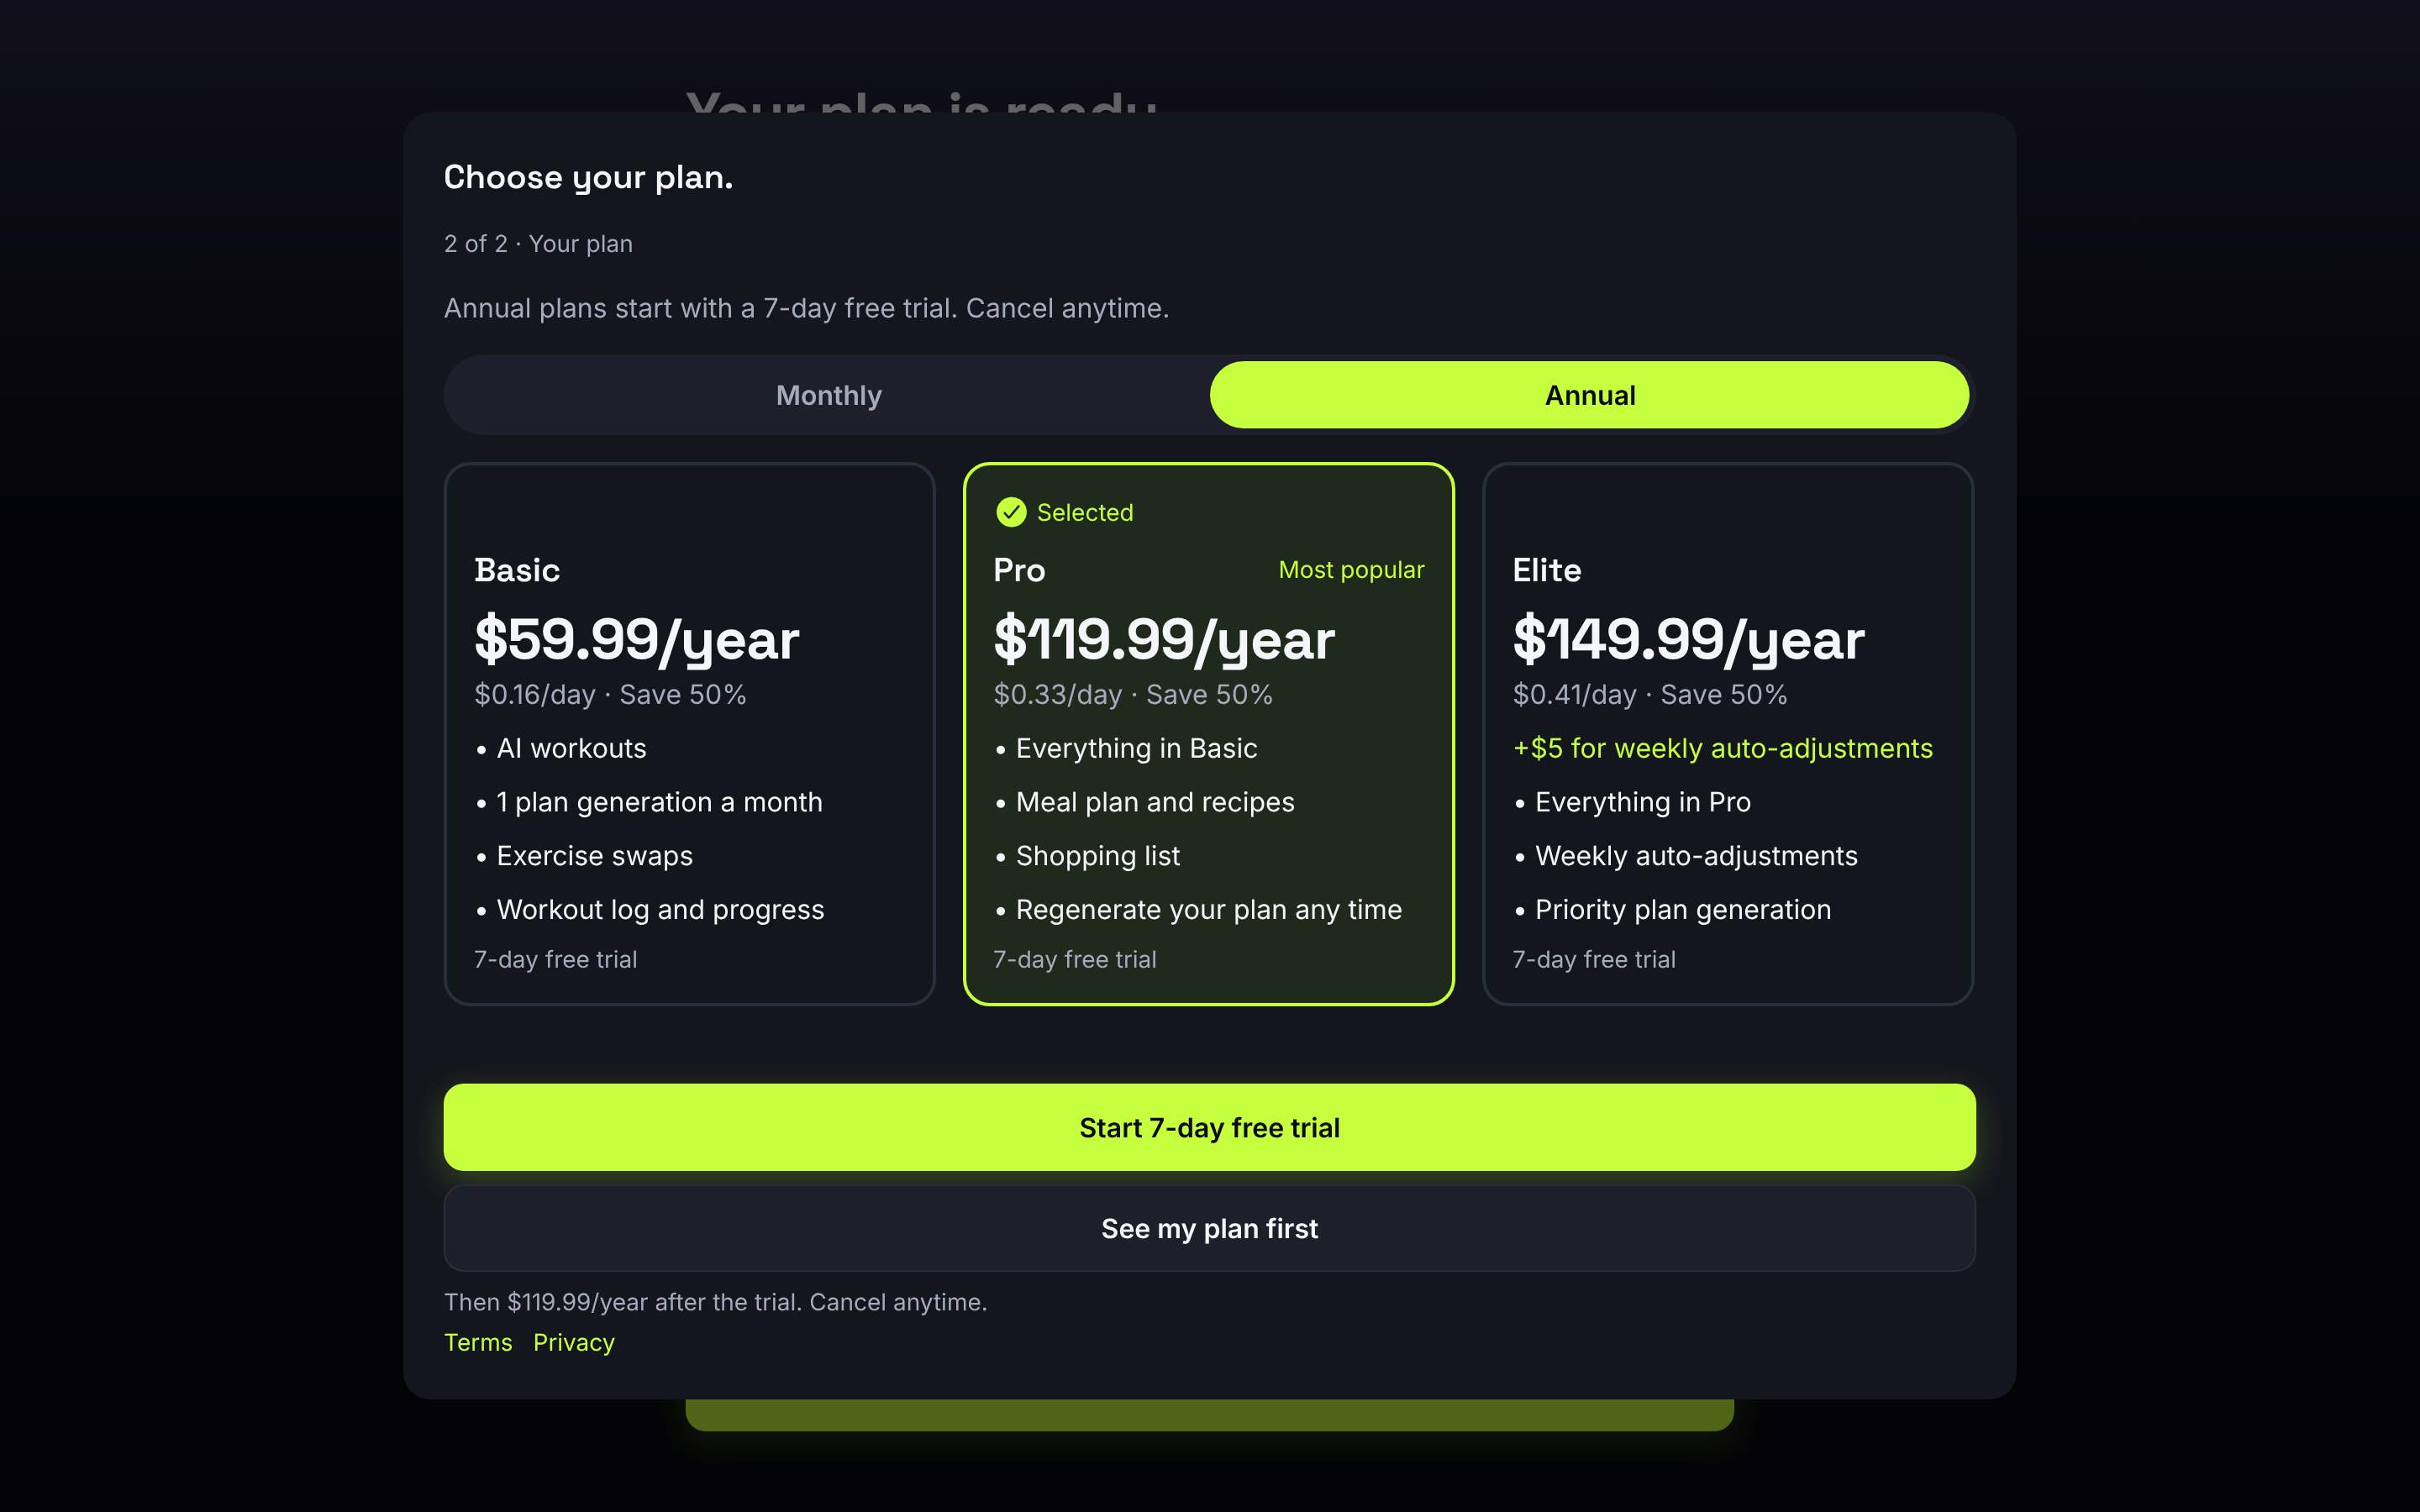 Your plan is ready
Choose your plan.
2 of 2 · Your plan
Annual plans start with a 7-day free trial. Cancel anytime.
Monthly
Annual
Basic
$59.99/year
$0.16/day · Save 50%
• AI workouts
• 1 plan generation a month
• Exercise swaps
• Workout log and progress
7-day free trial
Selected
Pro
Most popular
$119.99/year
$0.33/day · Save 50%
• Everything in Basic
• Meal plan and recipes
• Shopping list
• Regenerate your plan any time
7-day free trial
Elite
$149.99/year
$0.41/day · Save 50%
+$5 for weekly auto-adjustments
• Everything in Pro
• Weekly auto-adjustments
• Priority plan generation
7-day free trial
Start 7-day free trial
See my plan first
Then $119.99/year after the trial. Cancel anytime.
Terms Privacy